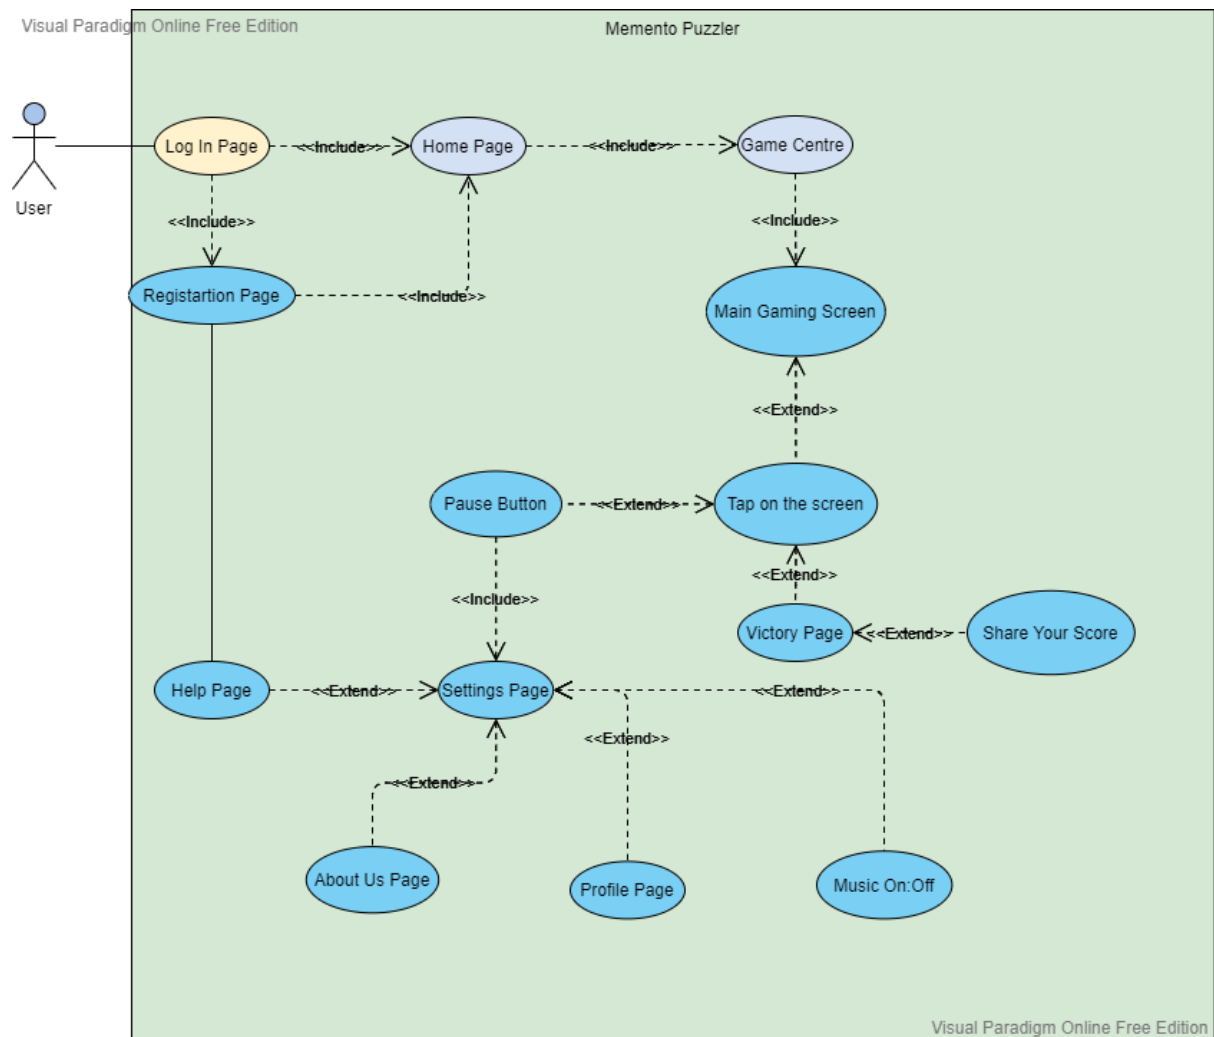 Visual Paradigm Online Free Edition
Memento Puzzler
Log In Page
<<Include>>
Home Page
<<Include>>
Game Centre
User
<<Include>>
<<Include>>
Registartion Page
<<Include>>
Main Gaming Screen
<<Extend>>
Pause Button
<<Extend>>
Tap on the screen
<<Extend>>
<<Include>>
Victory Page
<<Extend>>
Share Your Score
Help Page
<<Extend>>
Settings Page
<<Extend>>
<<Extend>>
<<Extend>>
About Us Page
Profile Page
Music On:Off
Visual Paradigm Online Free Edition